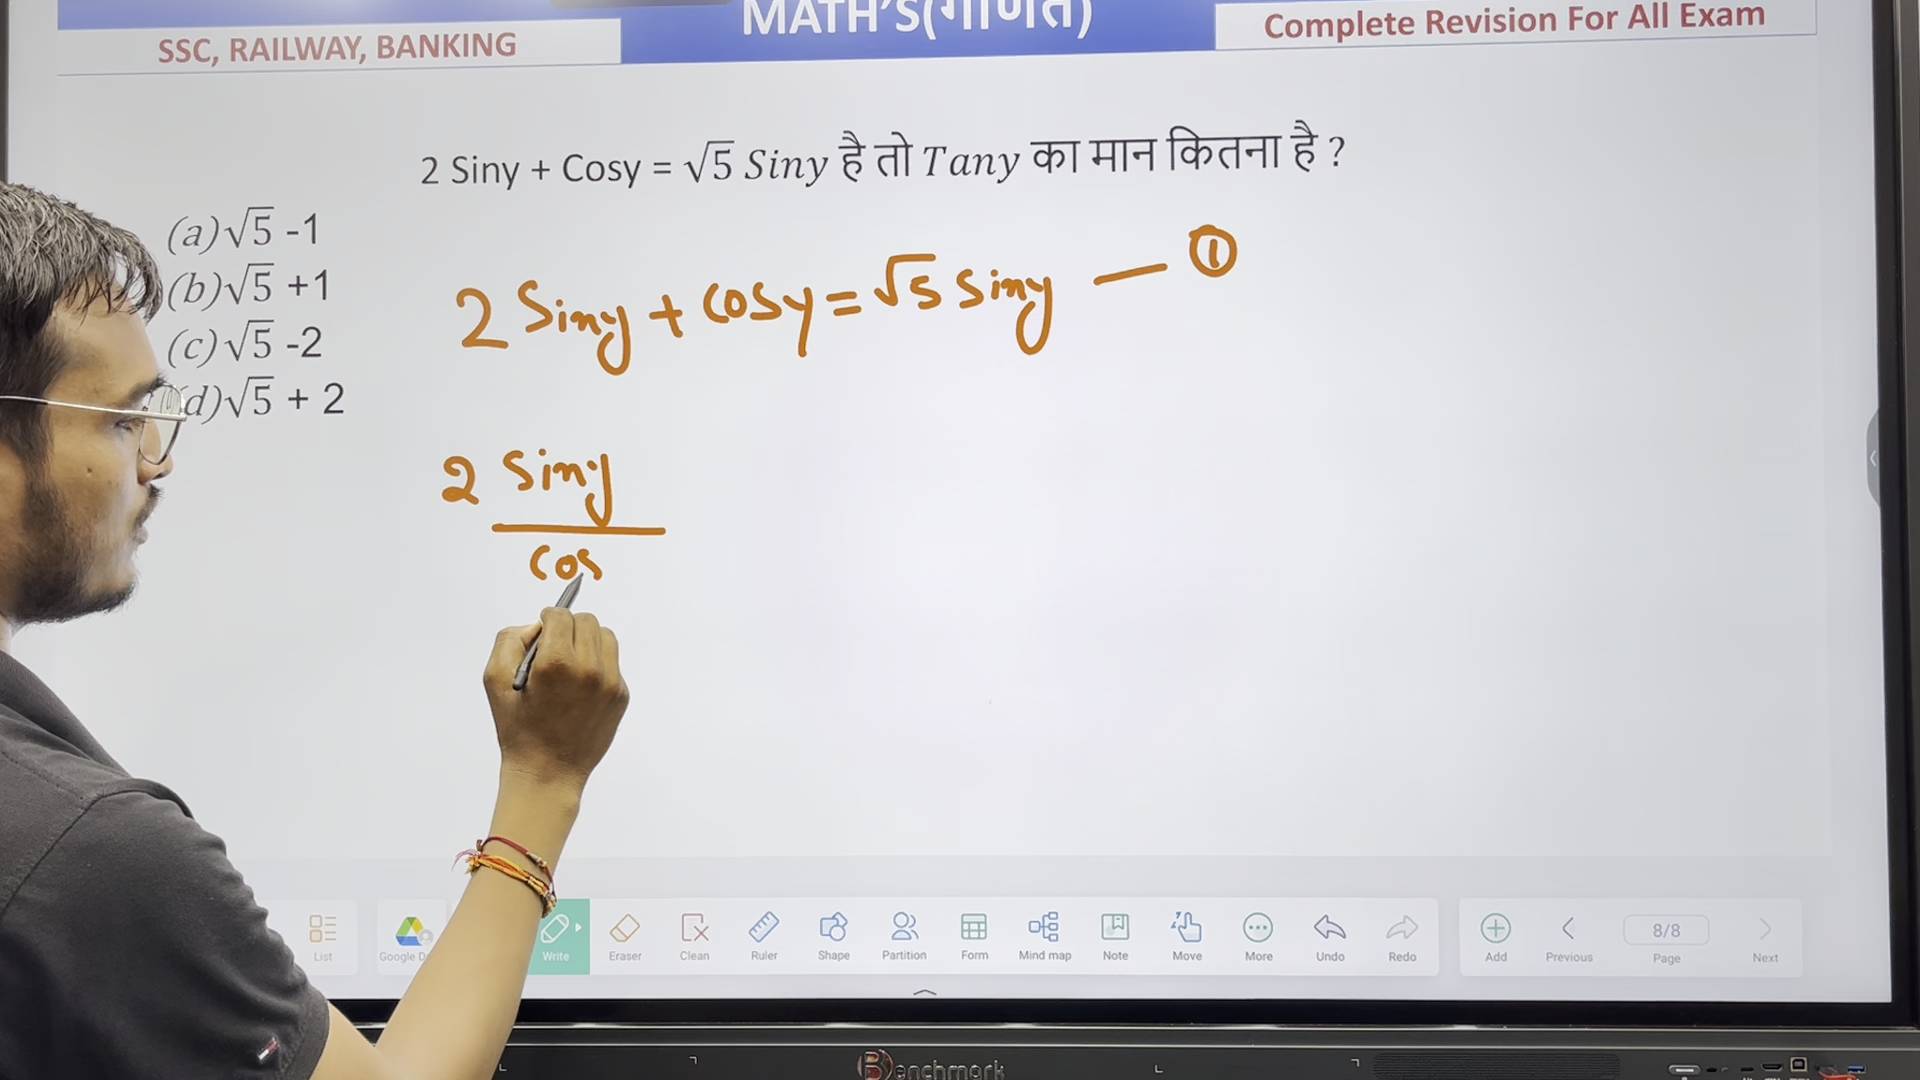 MATH'S(गणित)
SSC, RAILWAY, BANKING
Complete Revision For All Exam
2 Siny + Cosy = √5 Siny है तो Tany का मान कितना है ?
(a)√5 -1
(b)√5 +1
(c)√5 -2
d)√5 + 2
2 Siny + cosy = √5 siny — ①
2 siny
cos
List
Write
Eraser
Clean
Ruler
Shape
Partition
Form
Mind map
Note
Move
More
Undo
Redo
Add
Previous
8/8
Page
Next
Google D
Benchmark